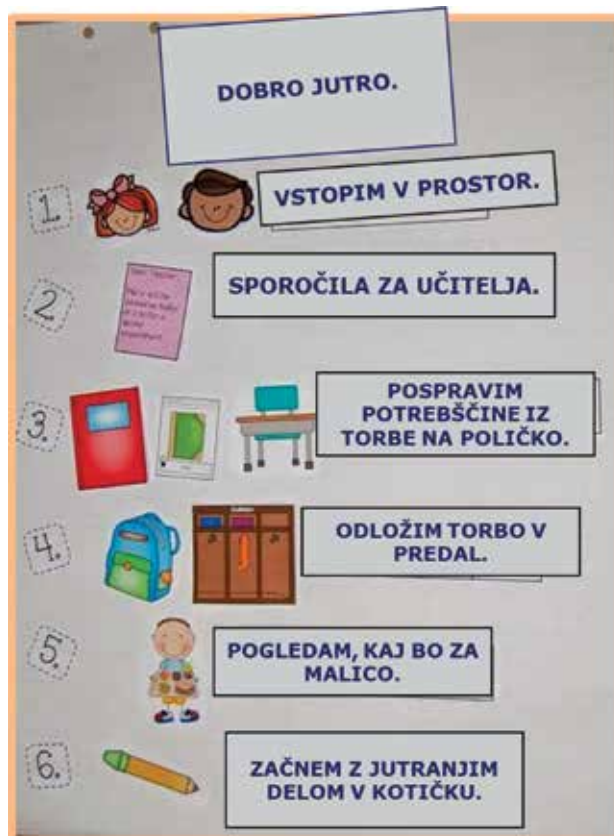 DOBRO JUTRO.
1.
VSTOPIM V PROSTOR.
2.
SPOROČILA ZA UČITELJA.
3.
POSPRAVIM
POTREBŠČINE IZ
TORBE NA POLIČKO.
4.
ODLOŽIM TORBO V
PREDAL.
5.
POGLEDAM, KAJ BO ZA
MALICO.
6.
ZAČNEM Z JUTRANJIM
DELOM V KOTIČKU.